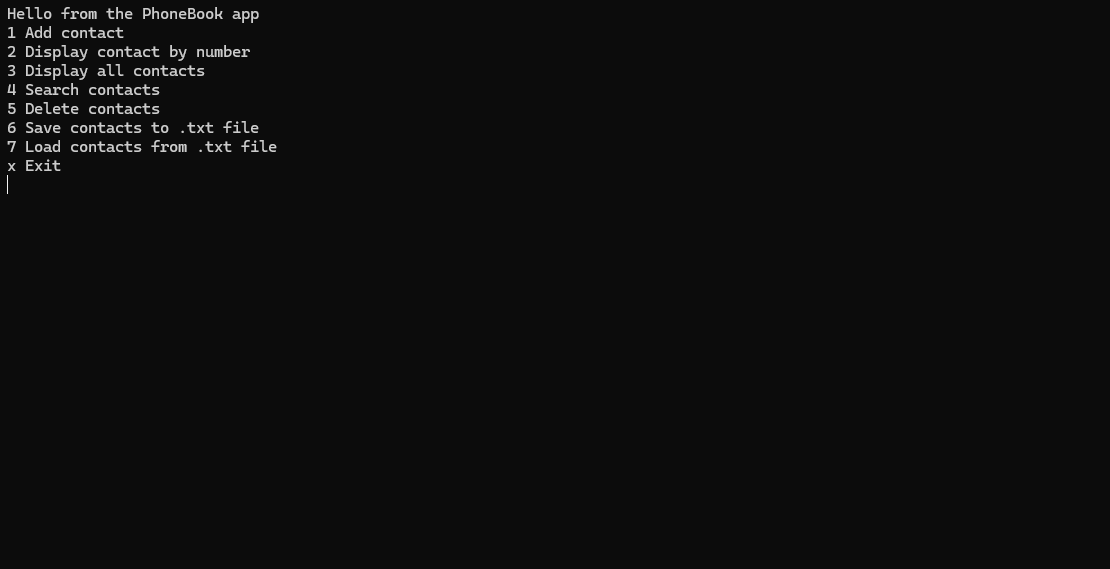 Hello from the PhoneBook app
1 Add contact
2 Display contact by number
3 Display all contacts
4 Search contacts
5 Delete contacts
6 Save contacts to .txt file
7 Load contacts from .txt file
x Exit